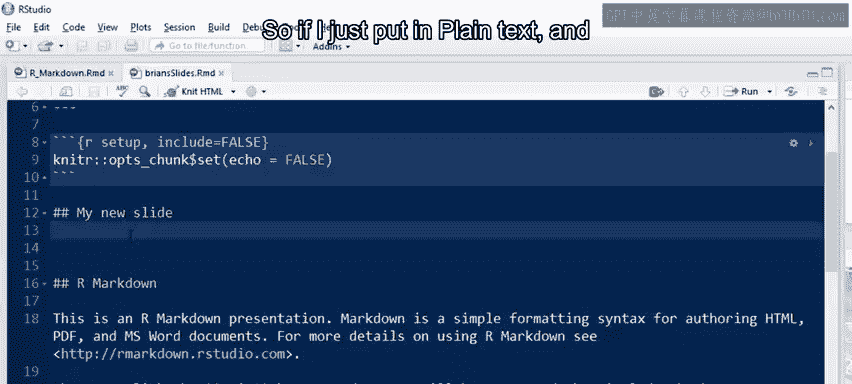 RStudio
So if I just put in Plain text, and
File Edit Code View
Go to file/function
Addins
R_Markdown.Rmd
briansSlides.Rmd
Knit HTML
Run
6 ---
7
8 ```{r setup, include=FALSE}
9 knitr::opts_chunk$set(echo = FALSE)
10 ```
11
12 ## My new slide
13
14
15
16 ## R Markdown
17
18 This is an R Markdown presentation. Markdown is a simple formatting syntax for authoring HTML,
PDF, and MS Word documents. For more details on using R Markdown see
<http://rmarkdown.rstudio.com>.
19